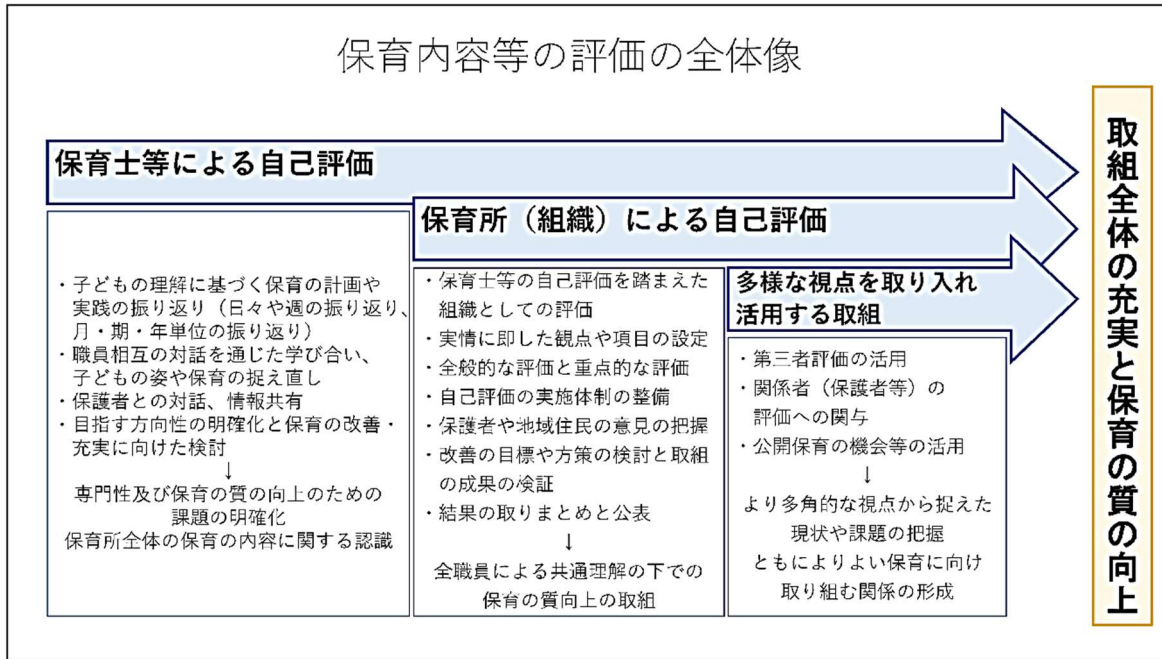 保育内容等の評価の全体像
保育士等による自己評価
・子どもの理解に基づく保育の計画や
実践の振り返り（日々や週の振り返り、
月・期・年単位の振り返り）
・職員相互の対話を通じた学び合い、
子どもの姿や保育の捉え直し
・保護者との対話、情報共有
・目指す方向性の明確化と保育の改善・
充実に向けた検討
↓
専門性及び保育の質の向上のための
課題の明確化
保育所全体の保育の内容に関する認識
保育所（組織）による自己評価
・保育士等の自己評価を踏まえた
組織としての評価
・実情に即した観点や項目の設定
・全般的な評価と重点的な評価
・自己評価の実施体制の整備
・保護者や地域住民の意見の把握
・改善の目標や方策の検討と取組
の成果の検証
・結果の取りまとめと公表
↓
全職員による共通理解の下での
保育の質向上の取組
多様な視点を取り入れ
活用する取組
・第三者評価の活用
・関係者（保護者等）の
評価への関与
・公開保育の機会等の活用
↓
より多角的な視点から捉えた
現状や課題の把握
ともによりよい保育に向け
取り組む関係の形成
取組全体の充実と保育の質の向上